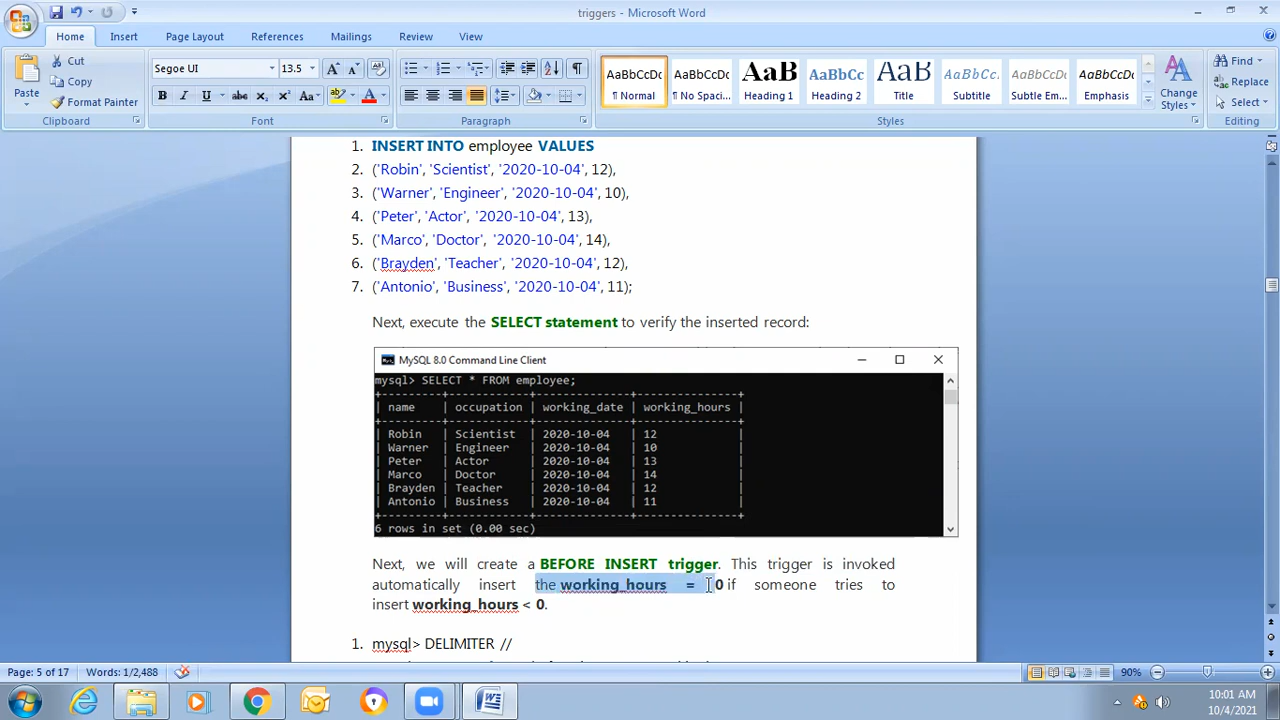 triggers - Microsoft Word
Home Insert Page Layout References Mailings Review View
Cut
Copy
Format Painter
Paste
Clipboard
Segoe UI 13.5
Font
Paragraph
AaBbCcDc AaBbCcDc AaB AaBbCc AaB AaBbCc AaBbCcDc AaBbCcDc
¶ Normal ¶ No Spaci... Heading 1 Heading 2 Title Subtitle Subtle Em... Emphasis
Change Styles
Styles
Find
Replace
Select
Editing
1. INSERT INTO employee VALUES
2. ('Robin', 'Scientist', '2020-10-04', 12),
3. ('Warner', 'Engineer', '2020-10-04', 10),
4. ('Peter', 'Actor', '2020-10-04', 13),
5. ('Marco', 'Doctor', '2020-10-04', 14),
6. ('Brayden', 'Teacher', '2020-10-04', 12),
7. ('Antonio', 'Business', '2020-10-04', 11);
Next, execute the SELECT statement to verify the inserted record:
MySQL 8.0 Command Line Client
mysql> SELECT * FROM employee;
+---------+------------+--------------+---------------+
| name | occupation | working_date | working_hours |
+---------+------------+--------------+---------------+
| Robin | Scientist | 2020-10-04 | 12 |
| Warner | Engineer | 2020-10-04 | 10 |
| Peter | Actor | 2020-10-04 | 13 |
| Marco | Doctor | 2020-10-04 | 14 |
| Brayden | Teacher | 2020-10-04 | 12 |
| Antonio | Business | 2020-10-04 | 11 |
+---------+------------+--------------+---------------+
6 rows in set (0.00 sec)
Next, we will create a BEFORE INSERT trigger. This trigger is invoked
automatically insert the working_hours = 0 if someone tries to
insert working_hours < 0.
1. mysql> DELIMITER //
Page: 5 of 17 Words: 1/2,488 90%
10:01 AM
10/4/2021